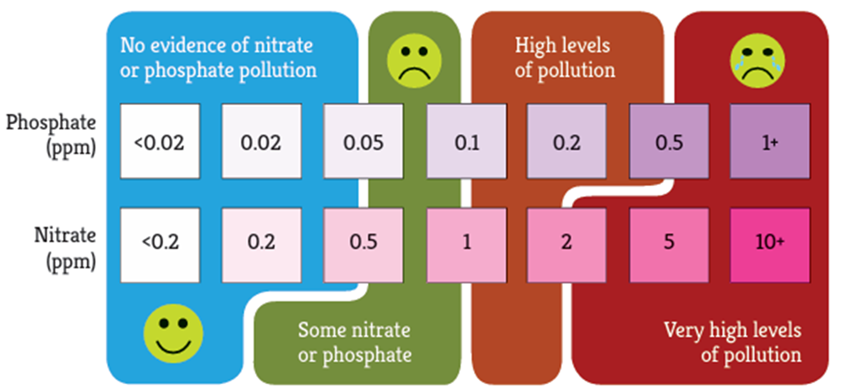 No evidence of nitrate
or phosphate pollution
High levels
of pollution
Phosphate
(ppm)
<0.02 0.02 0.05 0.1 0.2 0.5 1+
Nitrate
(ppm)
<0.2 0.2 0.5 1 2 5 10+
Some nitrate
or phosphate
Very high levels
of pollution